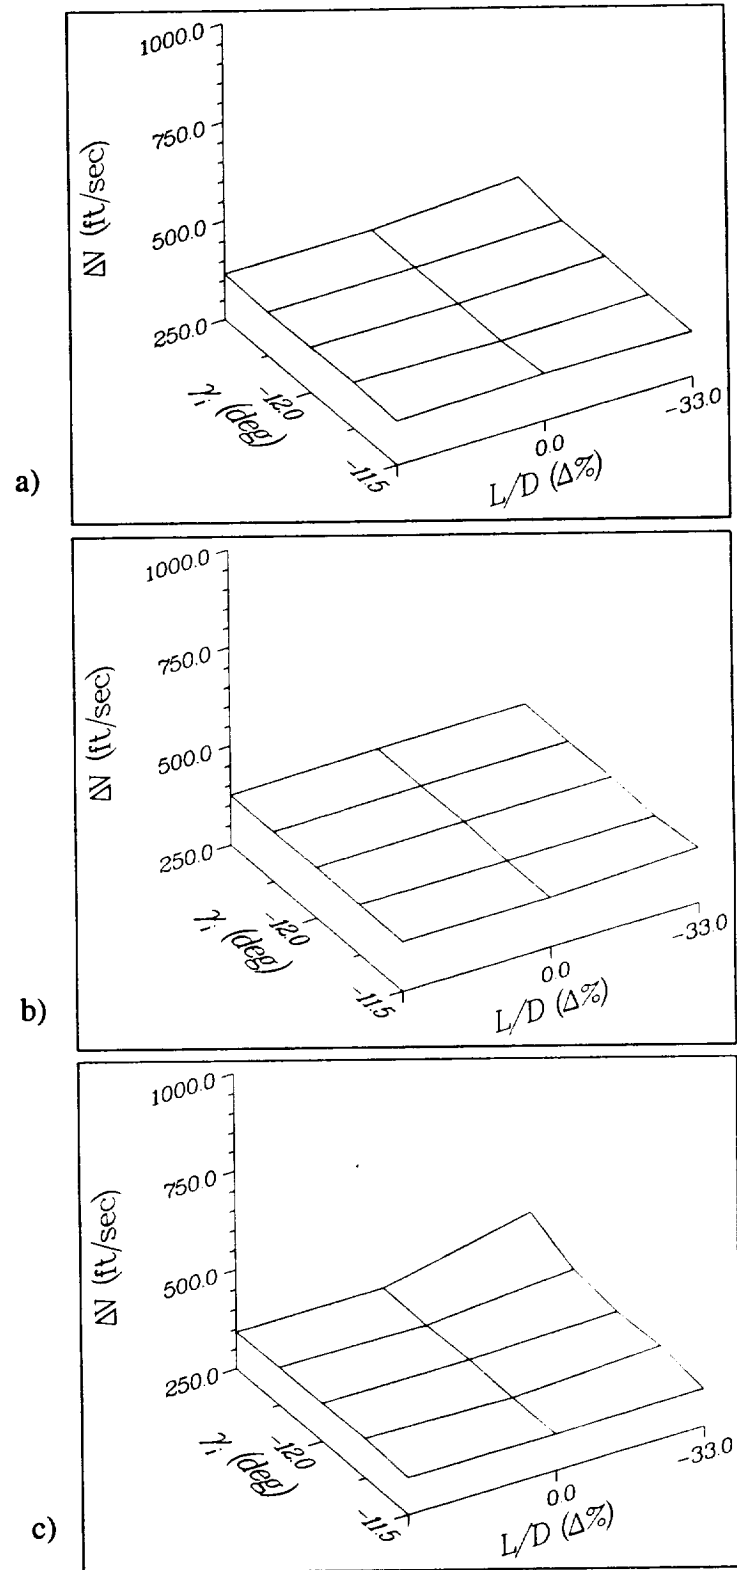 1000.0
750.0
ΔV (ft/sec)
500.0
250.0
γi (deg)
-12.0
-11.5
-33.0
0.0
L/D (Δ%)
a)
1000.0
750.0
ΔV (ft/sec)
500.0
250.0
γi (deg)
-12.0
-11.5
-33.0
0.0
L/D (Δ%)
b)
1000.0
750.0
ΔV (ft/sec)
500.0
250.0
γi (deg)
-12.0
-11.5
-33.0
0.0
L/D (Δ%)
c)